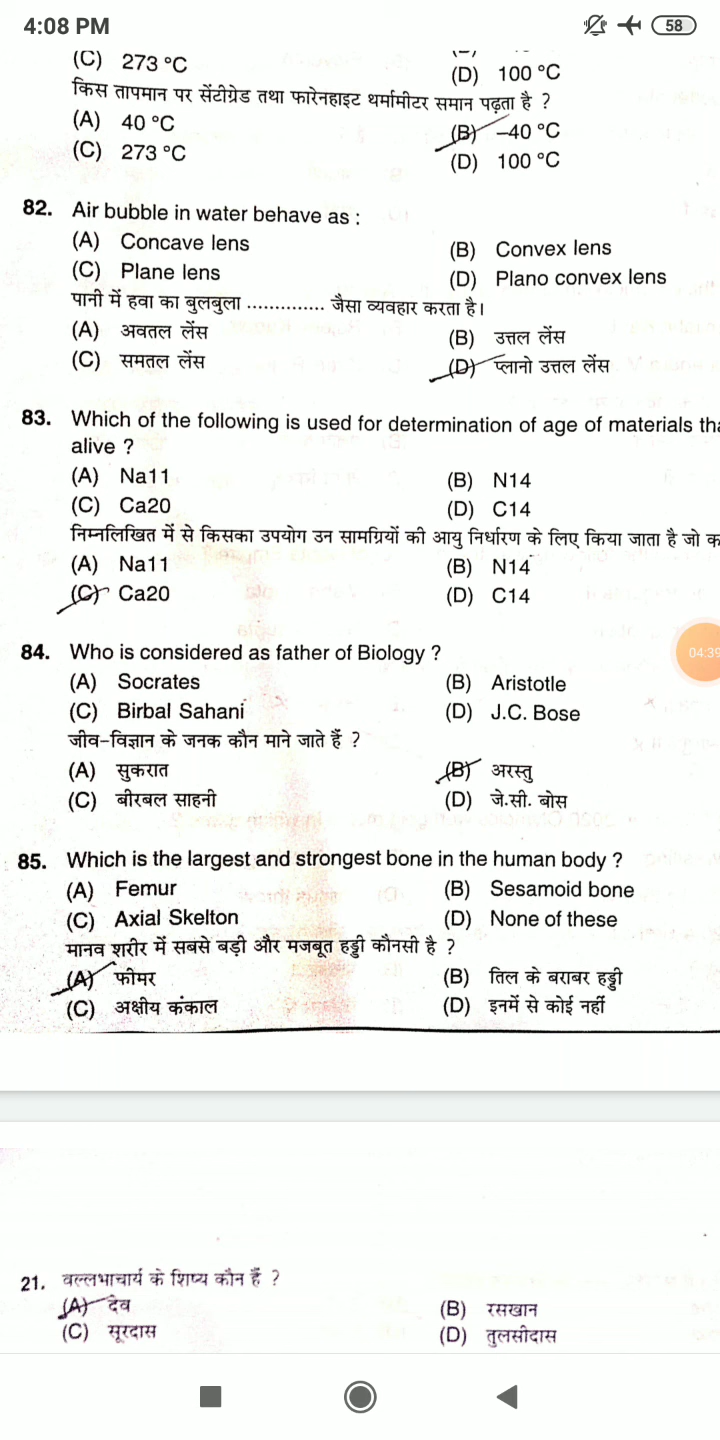 4:08 PM 58
(C) 273 °C
(D) 100 °C
किस तापमान पर सेंटीग्रेड तथा फारेनहाइट थर्मामीटर समान पढ़ता है ?
(A) 40 °C (B) –40 °C
(C) 273 °C (D) 100 °C
82. Air bubble in water behave as :
(A) Concave lens (B) Convex lens
(C) Plane lens (D) Plano convex lens
पानी में हवा का बुलबुला .............. जैसा व्यवहार करता है।
(A) अवतल लेंस (B) उत्तल लेंस
(C) समतल लेंस (D) प्लानो उत्तल लेंस
83. Which of the following is used for determination of age of materials
alive ?
(A) Na11 (B) N14
(C) Ca20 (D) C14
निम्नलिखित में से किसका उपयोग उन सामग्रियों की आयु निर्धारण के लिए किया जाता है जो
(A) Na11 (B) N14
(C) Ca20 (D) C14
04:39
84. Who is considered as father of Biology ?
(A) Socrates (B) Aristotle
(C) Birbal Sahani (D) J.C. Bose
जीव-विज्ञान के जनक कौन माने जाते हैं ?
(A) सुकरात (B) अरस्तु
(C) बीरबल साहनी (D) जे.सी. बोस
85. Which is the largest and strongest bone in the human body ?
(A) Femur (B) Sesamoid bone
(C) Axial Skelton (D) None of these
मानव शरीर में सबसे बड़ी और मजबूत हड्डी कौनसी है ?
(A) फीमर (B) तिल के बराबर हड्डी
(C) अक्षीय कंकाल (D) इनमें से कोई नहीं
21. वल्लभाचार्य के शिष्य कौन हैं ?
(A) देव (B) रसखान
(C) सूरदास (D) तुलसीदास